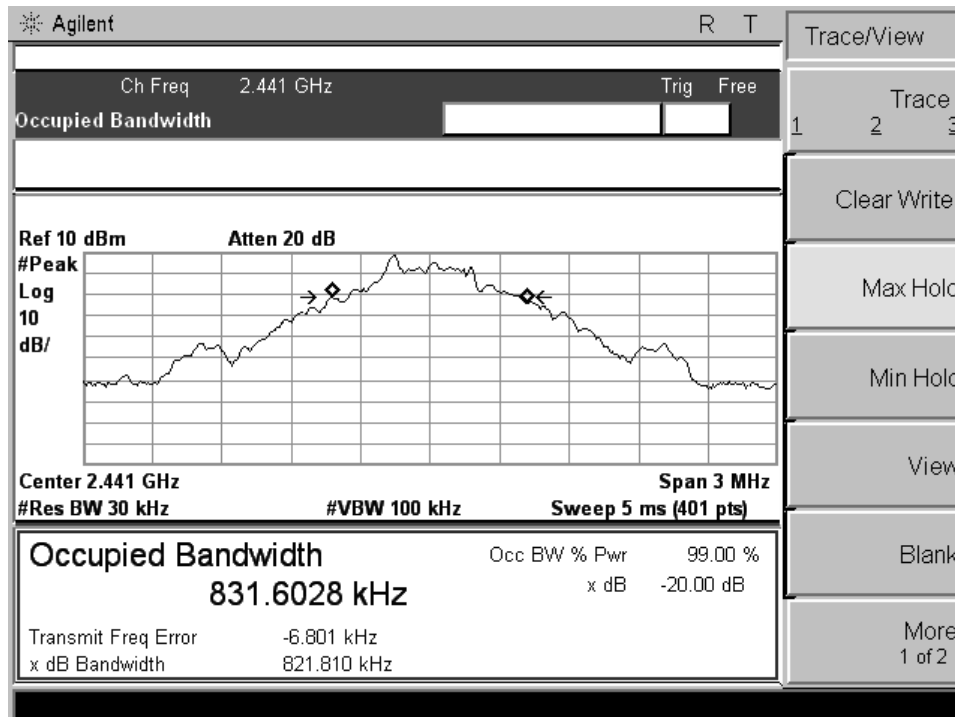 Agilent R T
Ch Freq 2.441 GHz Trig Free
Occupied Bandwidth
Ref 10 dBm Atten 20 dB
#Peak
Log
10
dB/
Center 2.441 GHz Span 3 MHz
#Res BW 30 kHz #VBW 100 kHz Sweep 5 ms (401 pts)
Occupied Bandwidth
831.6028 kHz
Occ BW % Pwr 99.00 %
x dB -20.00 dB
Transmit Freq Error -6.801 kHz
x dB Bandwidth 821.810 kHz
Trace/View
Trace
1 2 3
Clear Write
Max Hold
Min Hold
View
Blank
More
1 of 2